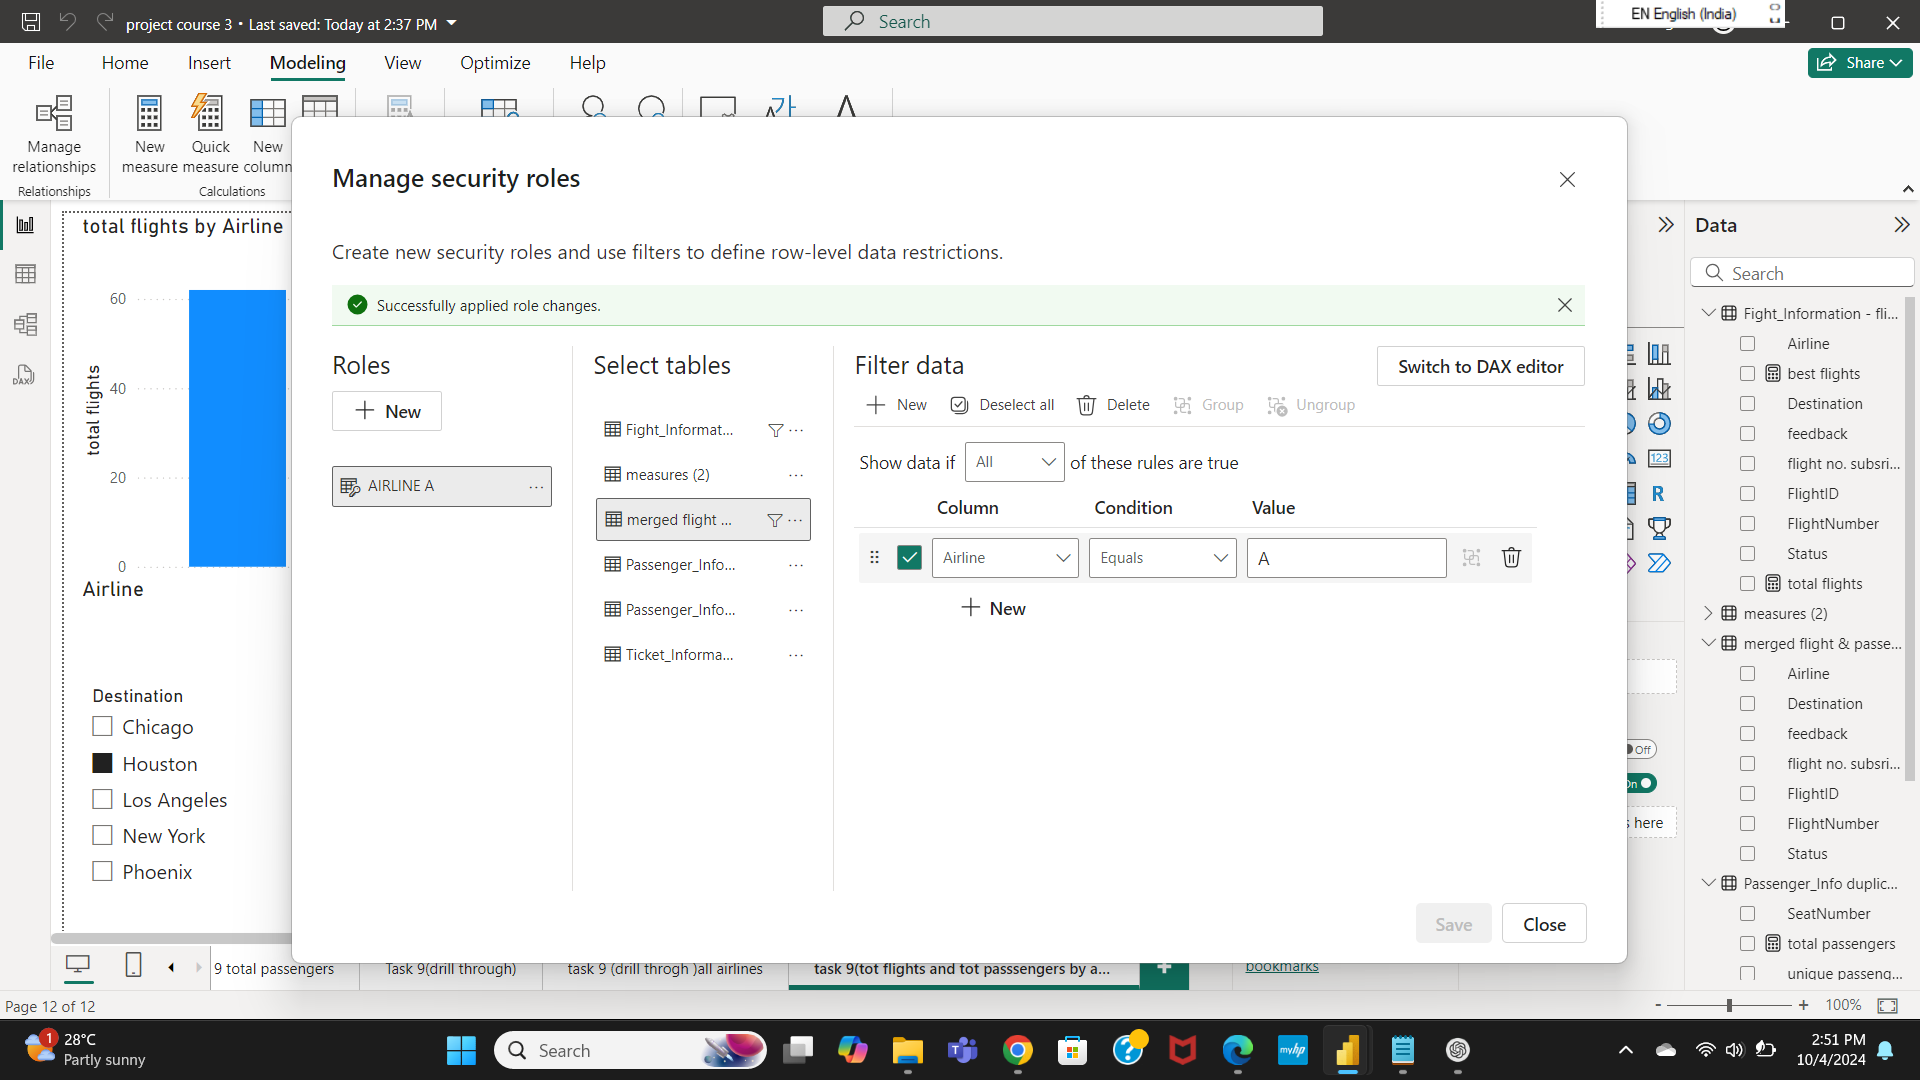 project course 3 • Last saved: Today at 2:37 PM
Search
EN English (India)
File
Home
Insert
Modeling
View
Optimize
Help
Share
Manage relationships
New measure
Quick measure
New column
Relationships
Calculations
Manage security roles
Create new security roles and use filters to define row-level data restrictions.
Successfully applied role changes.
Roles
New
AIRLINE A
Select tables
Fight_Informat...
measures (2)
merged flight ...
Passenger_Info...
Passenger_Info...
Ticket_Informa...
Filter data
Switch to DAX editor
New
Deselect all
Delete
Group
Ungroup
Show data if
All
of these rules are true
Column
Condition
Value
Airline
Equals
A
New
Save
Close
total flights by Airline
total flights
60
40
20
0
Airline
Destination
Chicago
Houston
Los Angeles
New York
Phoenix
DAX
Data
Search
Fight_Information - fli...
Airline
best flights
Destination
feedback
flight no. subsri...
FlightID
FlightNumber
Status
total flights
measures (2)
merged flight & passe...
Airline
Destination
feedback
flight no. subsri...
FlightID
FlightNumber
Status
Passenger_Info duplic...
SeatNumber
total passengers
unique passeng...
123
R
Off
On
here
9 total passengers
Task 9(drill through)
task 9 (drill throgh )all airlines
task 9(tot flights and tot passsengers by a...
bookmarks
Page 12 of 12
- + 100%
1
28°C
Partly sunny
Search
myhp
2:51 PM
10/4/2024